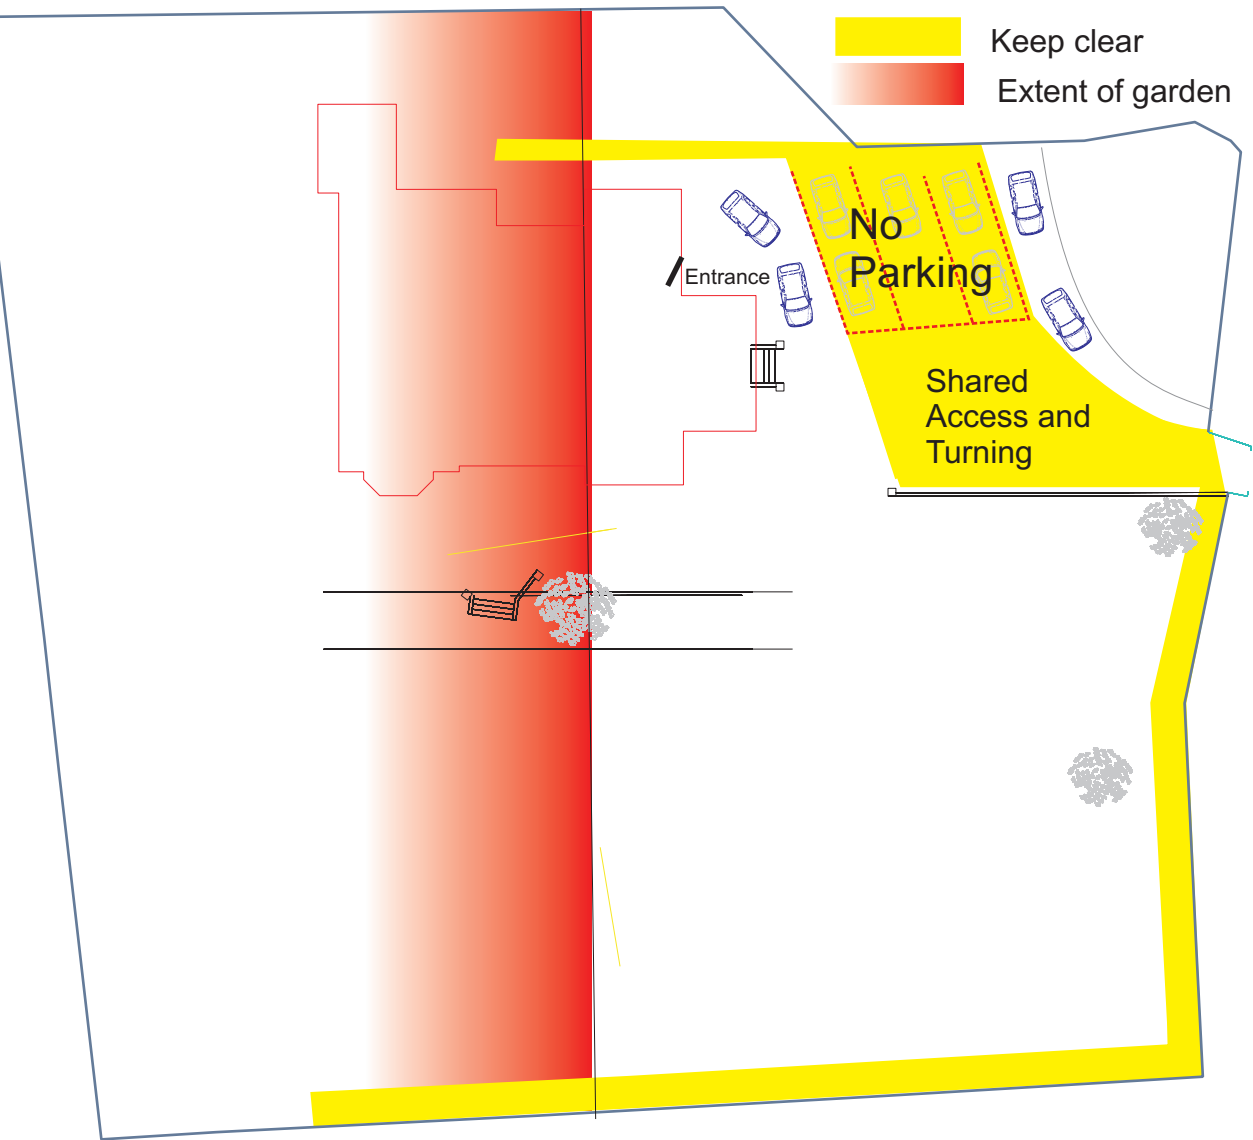 Keep clear
Extent of garden
No
Parking
Entrance
Shared
Access and
Turning